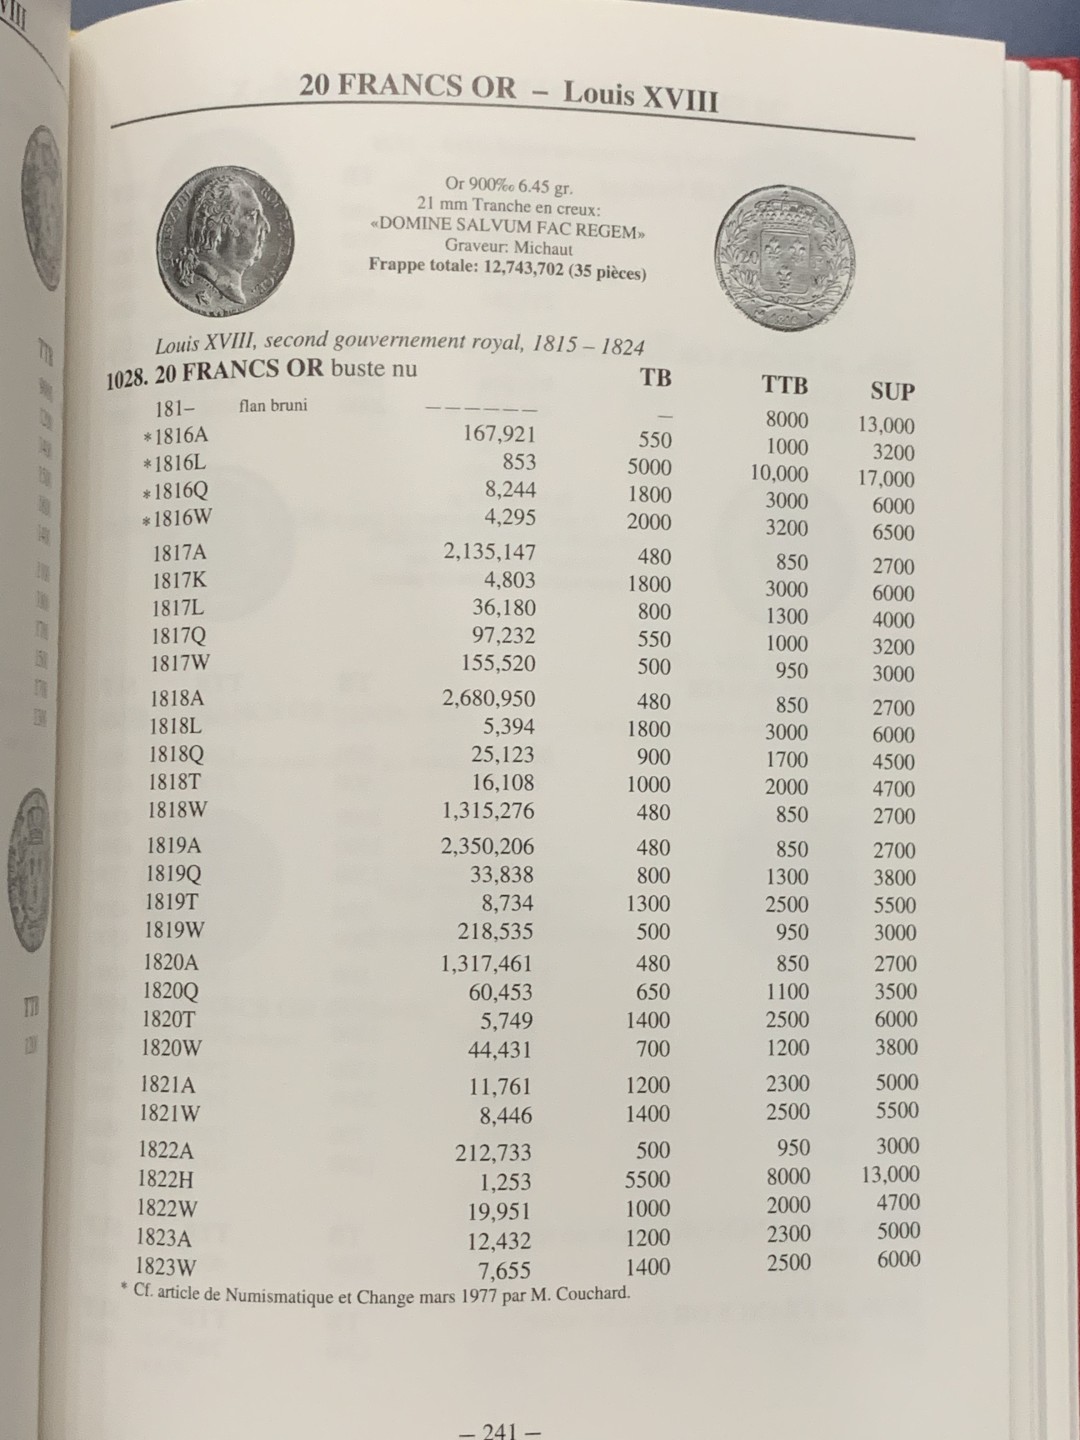 VIII
20 FRANCS OR – Louis XVIII
Or 900‰ 6.45 gr.
21 mm Tranche en creux:
«DOMINE SALVUM FAC REGEM»
Graveur: Michaut
Frappe totale: 12,743,702 (35 pièces)
Louis XVIII, second gouvernement royal, 1815 – 1824
1028. 20 FRANCS OR buste nu TB TTB SUP
181– flan bruni —————— — 8000 13,000
*1816A 167,921 550 1000 3200
*1816L 853 5000 10,000 17,000
*1816Q 8,244 1800 3000 6000
*1816W 4,295 2000 3200 6500
1817A 2,135,147 480 850 2700
1817K 4,803 1800 3000 6000
1817L 36,180 800 1300 4000
1817Q 97,232 550 1000 3200
1817W 155,520 500 950 3000
1818A 2,680,950 480 850 2700
1818L 5,394 1800 3000 6000
1818Q 25,123 900 1700 4500
1818T 16,108 1000 2000 4700
1818W 1,315,276 480 850 2700
1819A 2,350,206 480 850 2700
1819Q 33,838 800 1300 3800
1819T 8,734 1300 2500 5500
1819W 218,535 500 950 3000
1820A 1,317,461 480 850 2700
1820Q 60,453 650 1100 3500
1820T 5,749 1400 2500 6000
1820W 44,431 700 1200 3800
1821A 11,761 1200 2300 5000
1821W 8,446 1400 2500 5500
1822A 212,733 500 950 3000
1822H 1,253 5500 8000 13,000
1822W 19,951 1000 2000 4700
1823A 12,432 1200 2300 5000
1823W 7,655 1400 2500 6000
* Cf. article de Numismatique et Change mars 1977 par M. Couchard.
– 241 –